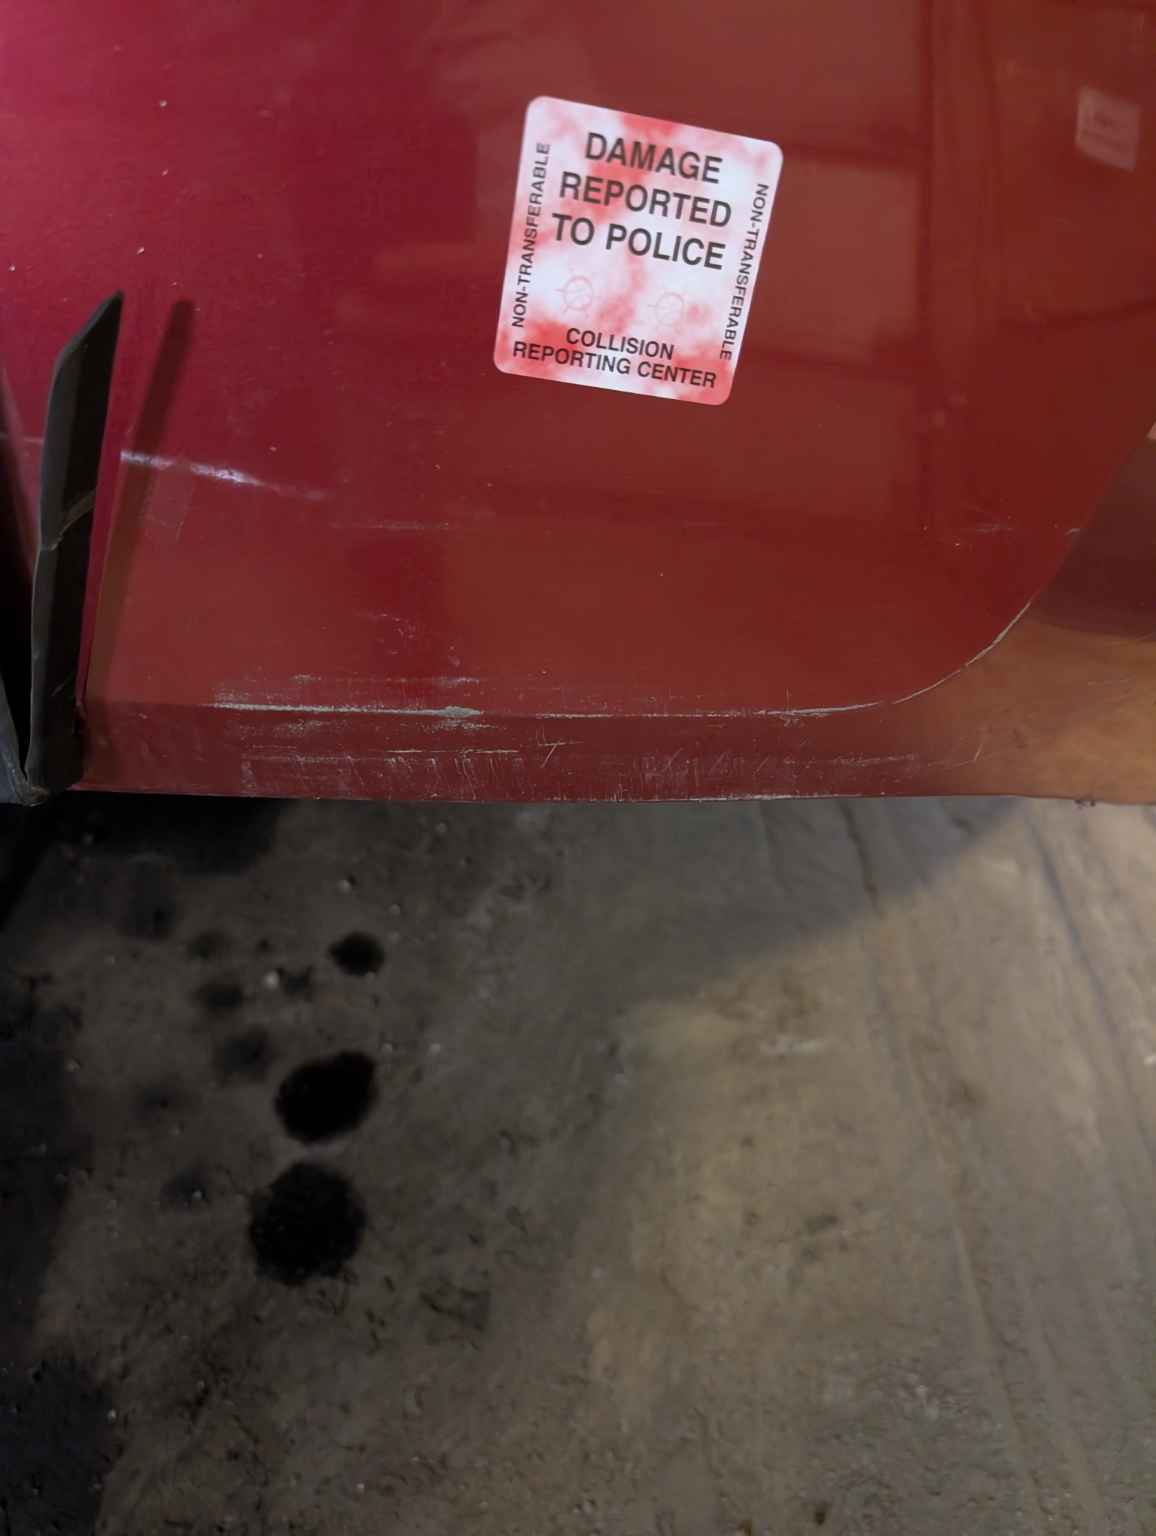 DAMAGE
REPORTED
TO POLICE
NON-TRANSFERABLE
NON-TRANSFERABLE
COLLISION
REPORTING CENTER